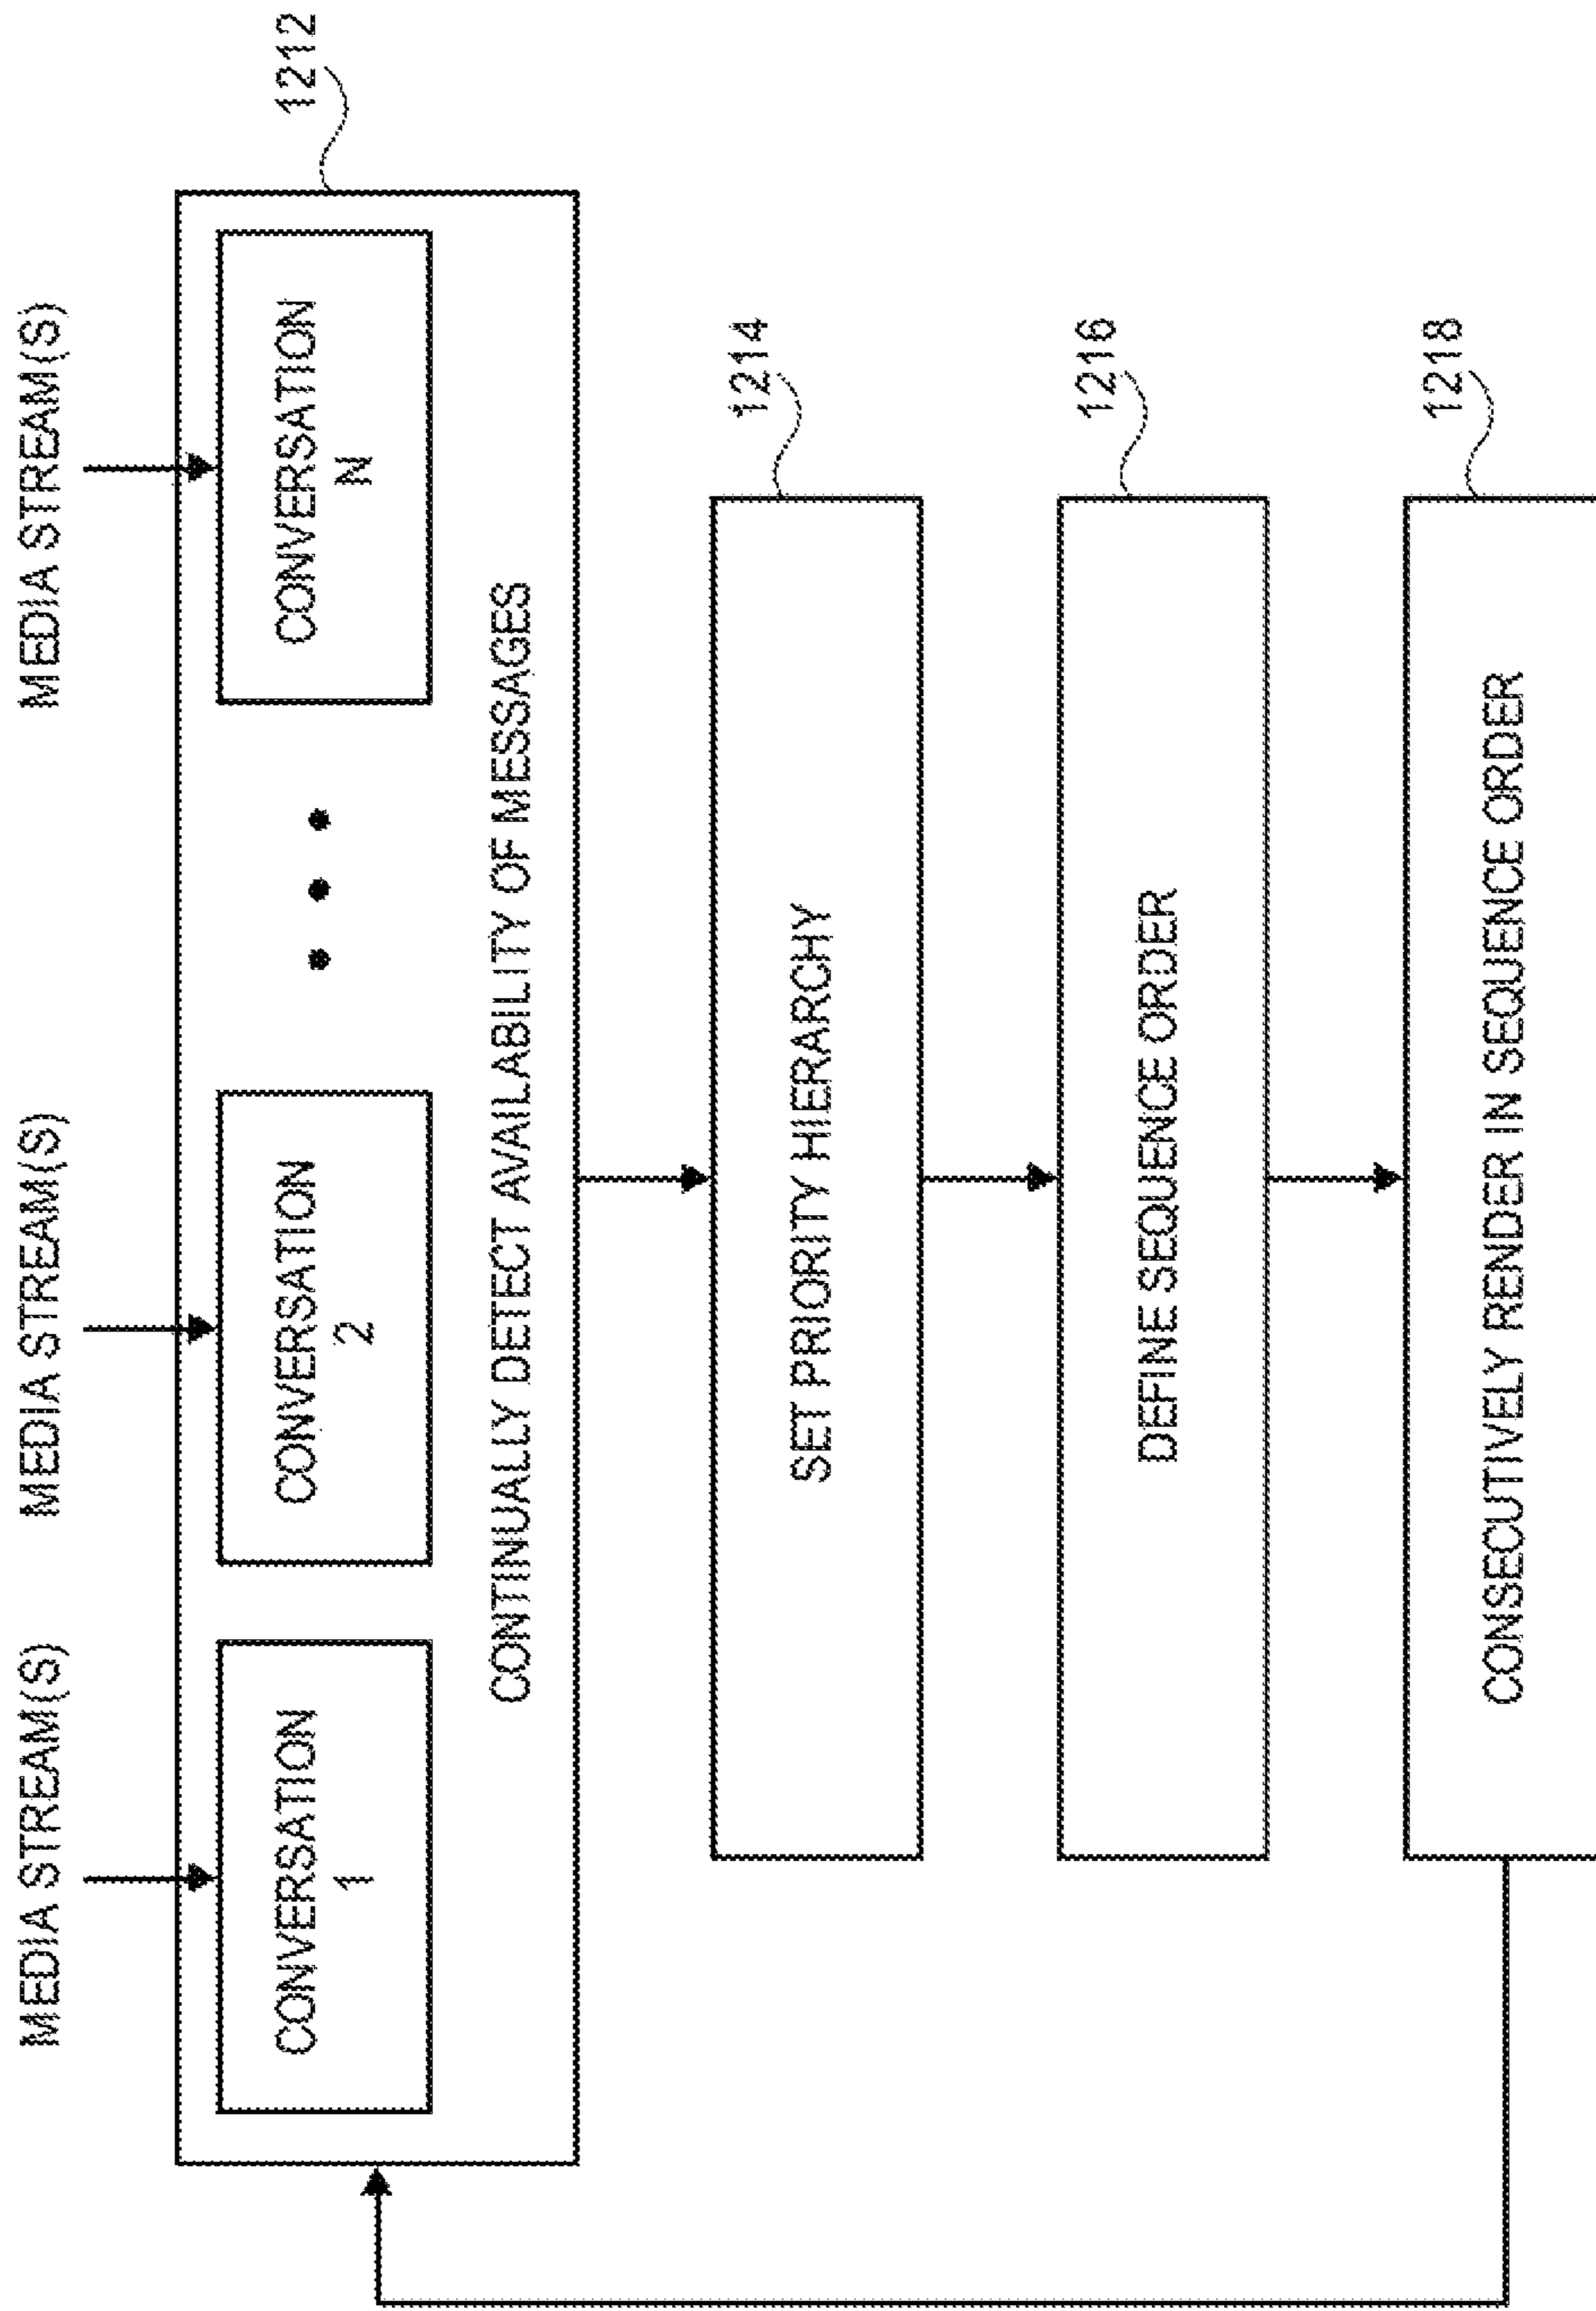 MEDIA STREAM(S)
MEDIA STREAM(S)
MEDIA STREAM(S)
CONVERSATION
1
CONVERSATION
2
CONVERSATION
N
1212
CONTINUALLY DETECT AVAILABILITY OF MESSAGES
SET PRIORITY HIERARCHY
1214
DEFINE SEQUENCE ORDER
1216
CONSECUTIVELY RENDER IN SEQUENCE ORDER
1218